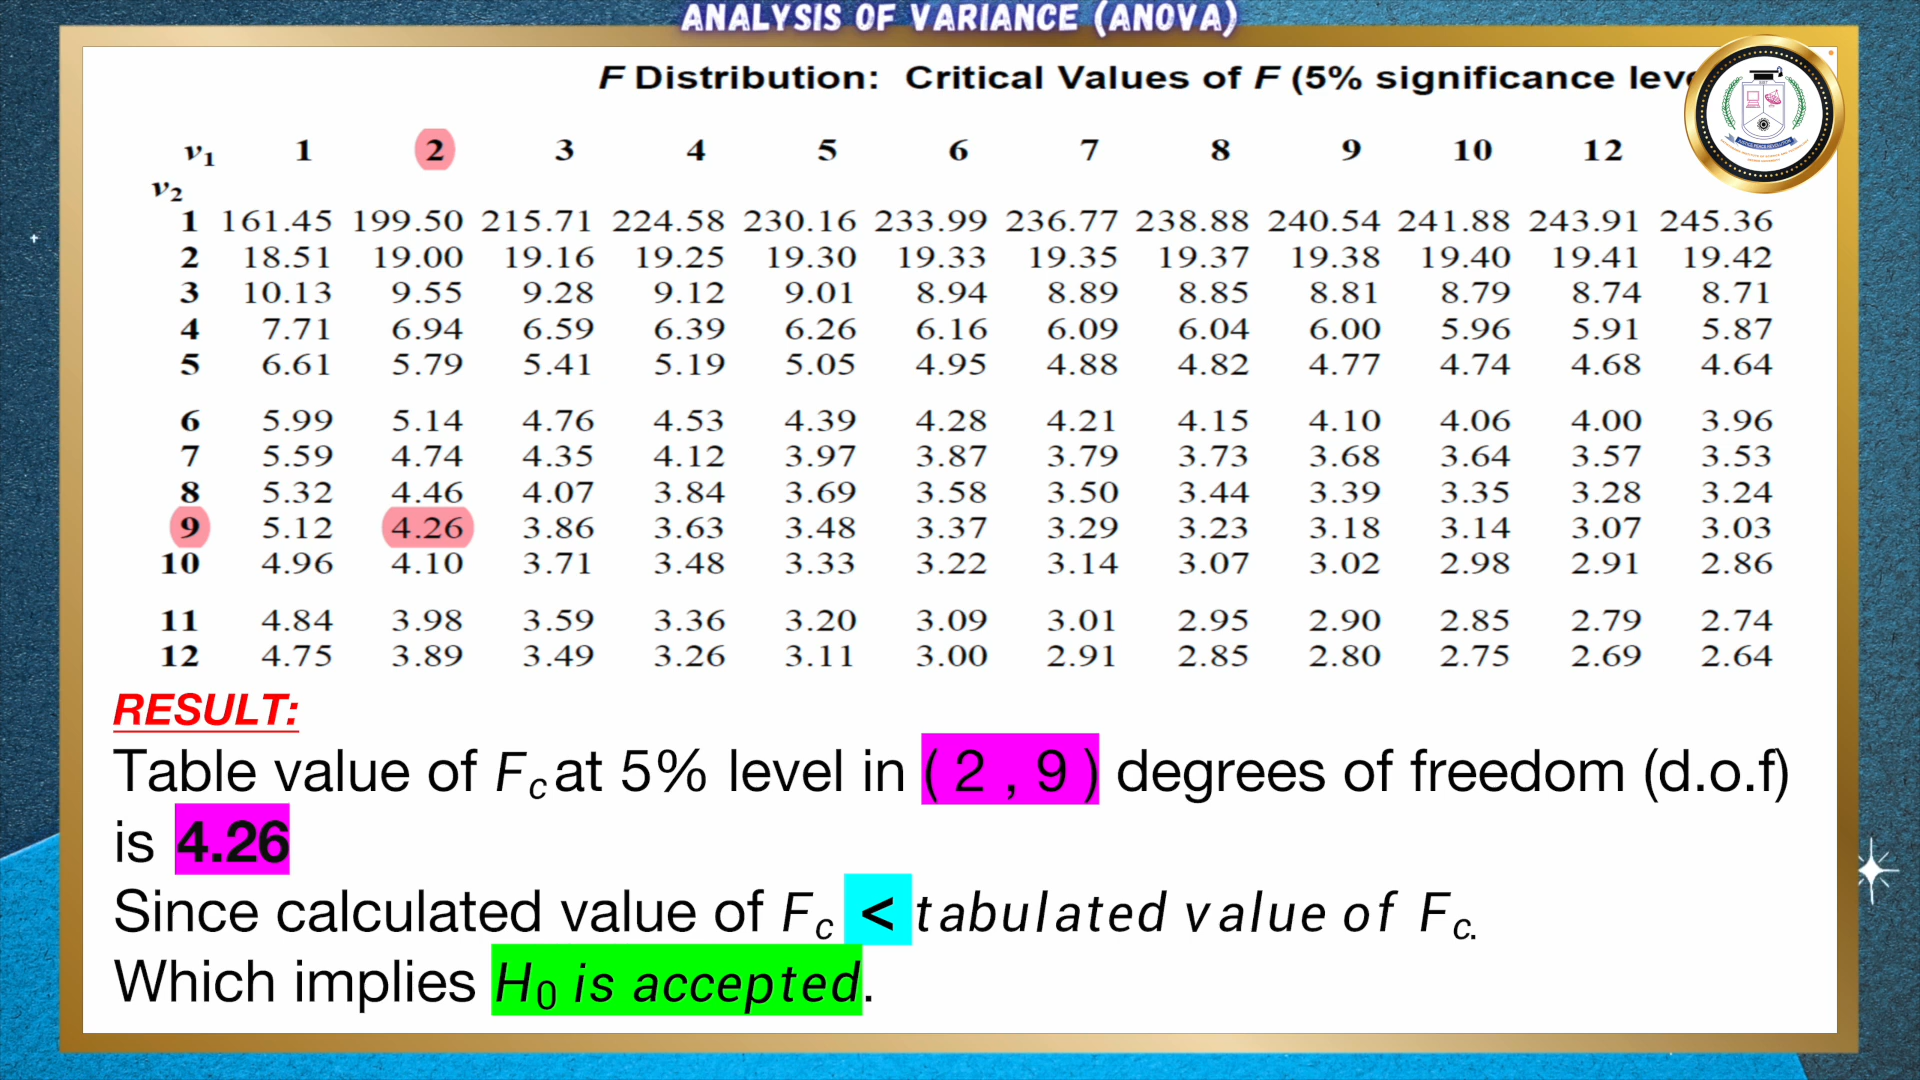 ANALYSIS OF VARIANCE (ANOVA)
F Distribution: Critical Values of F (5% significance
v1 1 2 3 4 5 6 7 8 9 10 12
v2
1 161.45 199.50 215.71 224.58 230.16 233.99 236.77 238.88 240.54 241.88 243.91 245.36
2 18.51 19.00 19.16 19.25 19.30 19.33 19.35 19.37 19.38 19.40 19.41 19.42
3 10.13 9.55 9.28 9.12 9.01 8.94 8.89 8.85 8.81 8.79 8.74 8.71
4 7.71 6.94 6.59 6.39 6.26 6.16 6.09 6.04 6.00 5.96 5.91 5.87
5 6.61 5.79 5.41 5.19 5.05 4.95 4.88 4.82 4.77 4.74 4.68 4.64
6 5.99 5.14 4.76 4.53 4.39 4.28 4.21 4.15 4.10 4.06 4.00 3.96
7 5.59 4.74 4.35 4.12 3.97 3.87 3.79 3.73 3.68 3.64 3.57 3.53
8 5.32 4.46 4.07 3.84 3.69 3.58 3.50 3.44 3.39 3.35 3.28 3.24
9 5.12 4.26 3.86 3.63 3.48 3.37 3.29 3.23 3.18 3.14 3.07 3.03
10 4.96 4.10 3.71 3.48 3.33 3.22 3.14 3.07 3.02 2.98 2.91 2.86
11 4.84 3.98 3.59 3.36 3.20 3.09 3.01 2.95 2.90 2.85 2.79 2.74
12 4.75 3.89 3.49 3.26 3.11 3.00 2.91 2.85 2.80 2.75 2.69 2.64
RESULT:
Table value of Fc at 5% level in ( 2 , 9 ) degrees of freedom (d.o.f)
is 4.26
Since calculated value of Fc < tabulated value of Fc.
Which implies H0 is accepted.